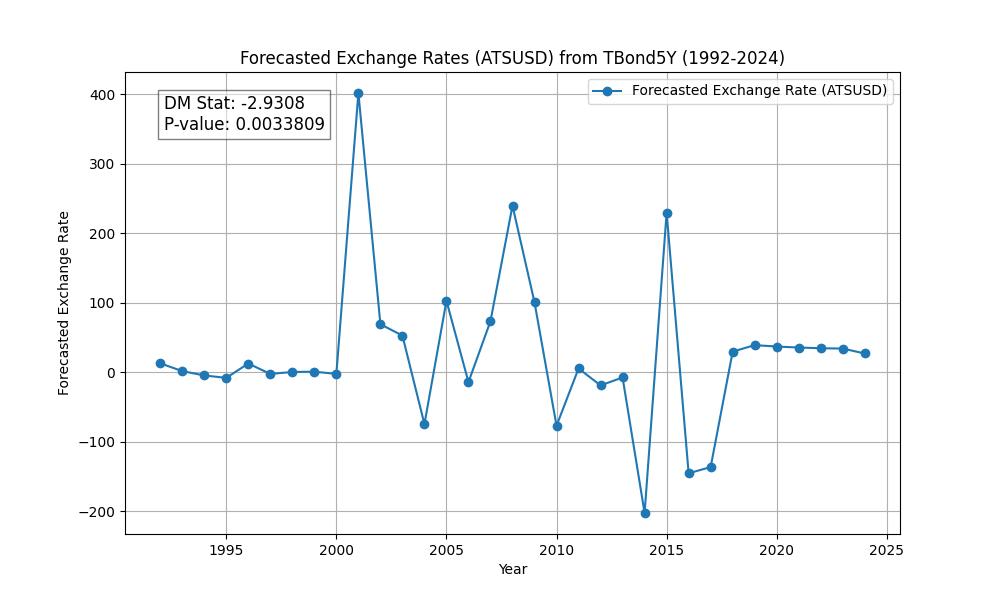 Forecasted Exchange Rates (ATSUSD) from TBond5Y (1992-2024)
DM Stat: -2.9308
P-value: 0.0033809
Forecasted Exchange Rate (ATSUSD)
Forecasted Exchange Rate
400
300
200
100
0
−100
−200
1995 2000 2005 2010 2015 2020 2025
Year